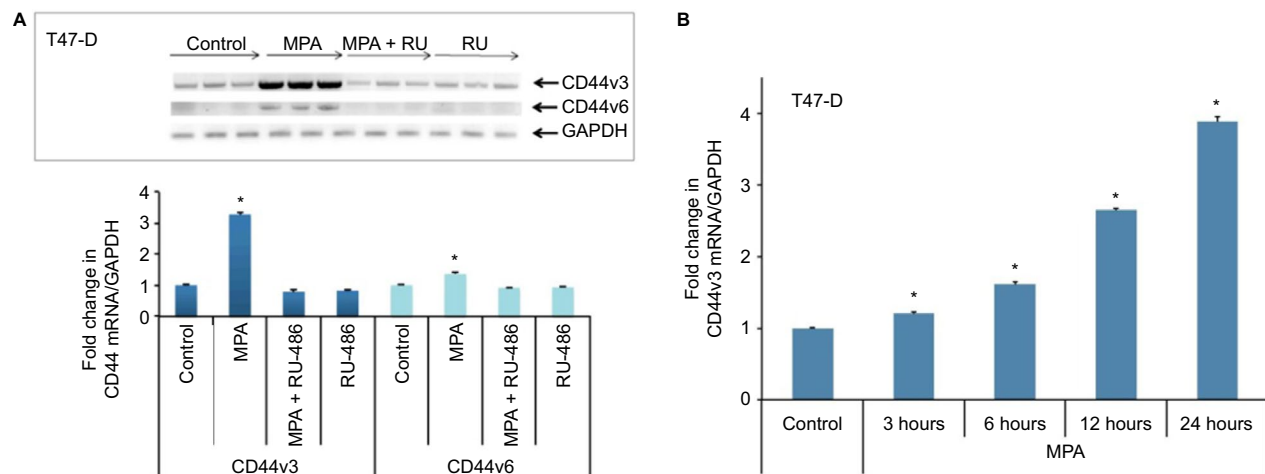 A
T47-D
Control MPA MPA + RU RU
CD44v3
CD44v6
GAPDH
Fold change in
CD44 mRNA/GAPDH
4
3
2
1
0
* *
Control MPA MPA + RU-486 RU-486 Control MPA MPA + RU-486 RU-486
CD44v3 CD44v6
B
T47-D
Fold change in
CD44v3 mRNA/GAPDH
4
3
2
1
0
* * * *
Control 3 hours 6 hours 12 hours 24 hours
MPA